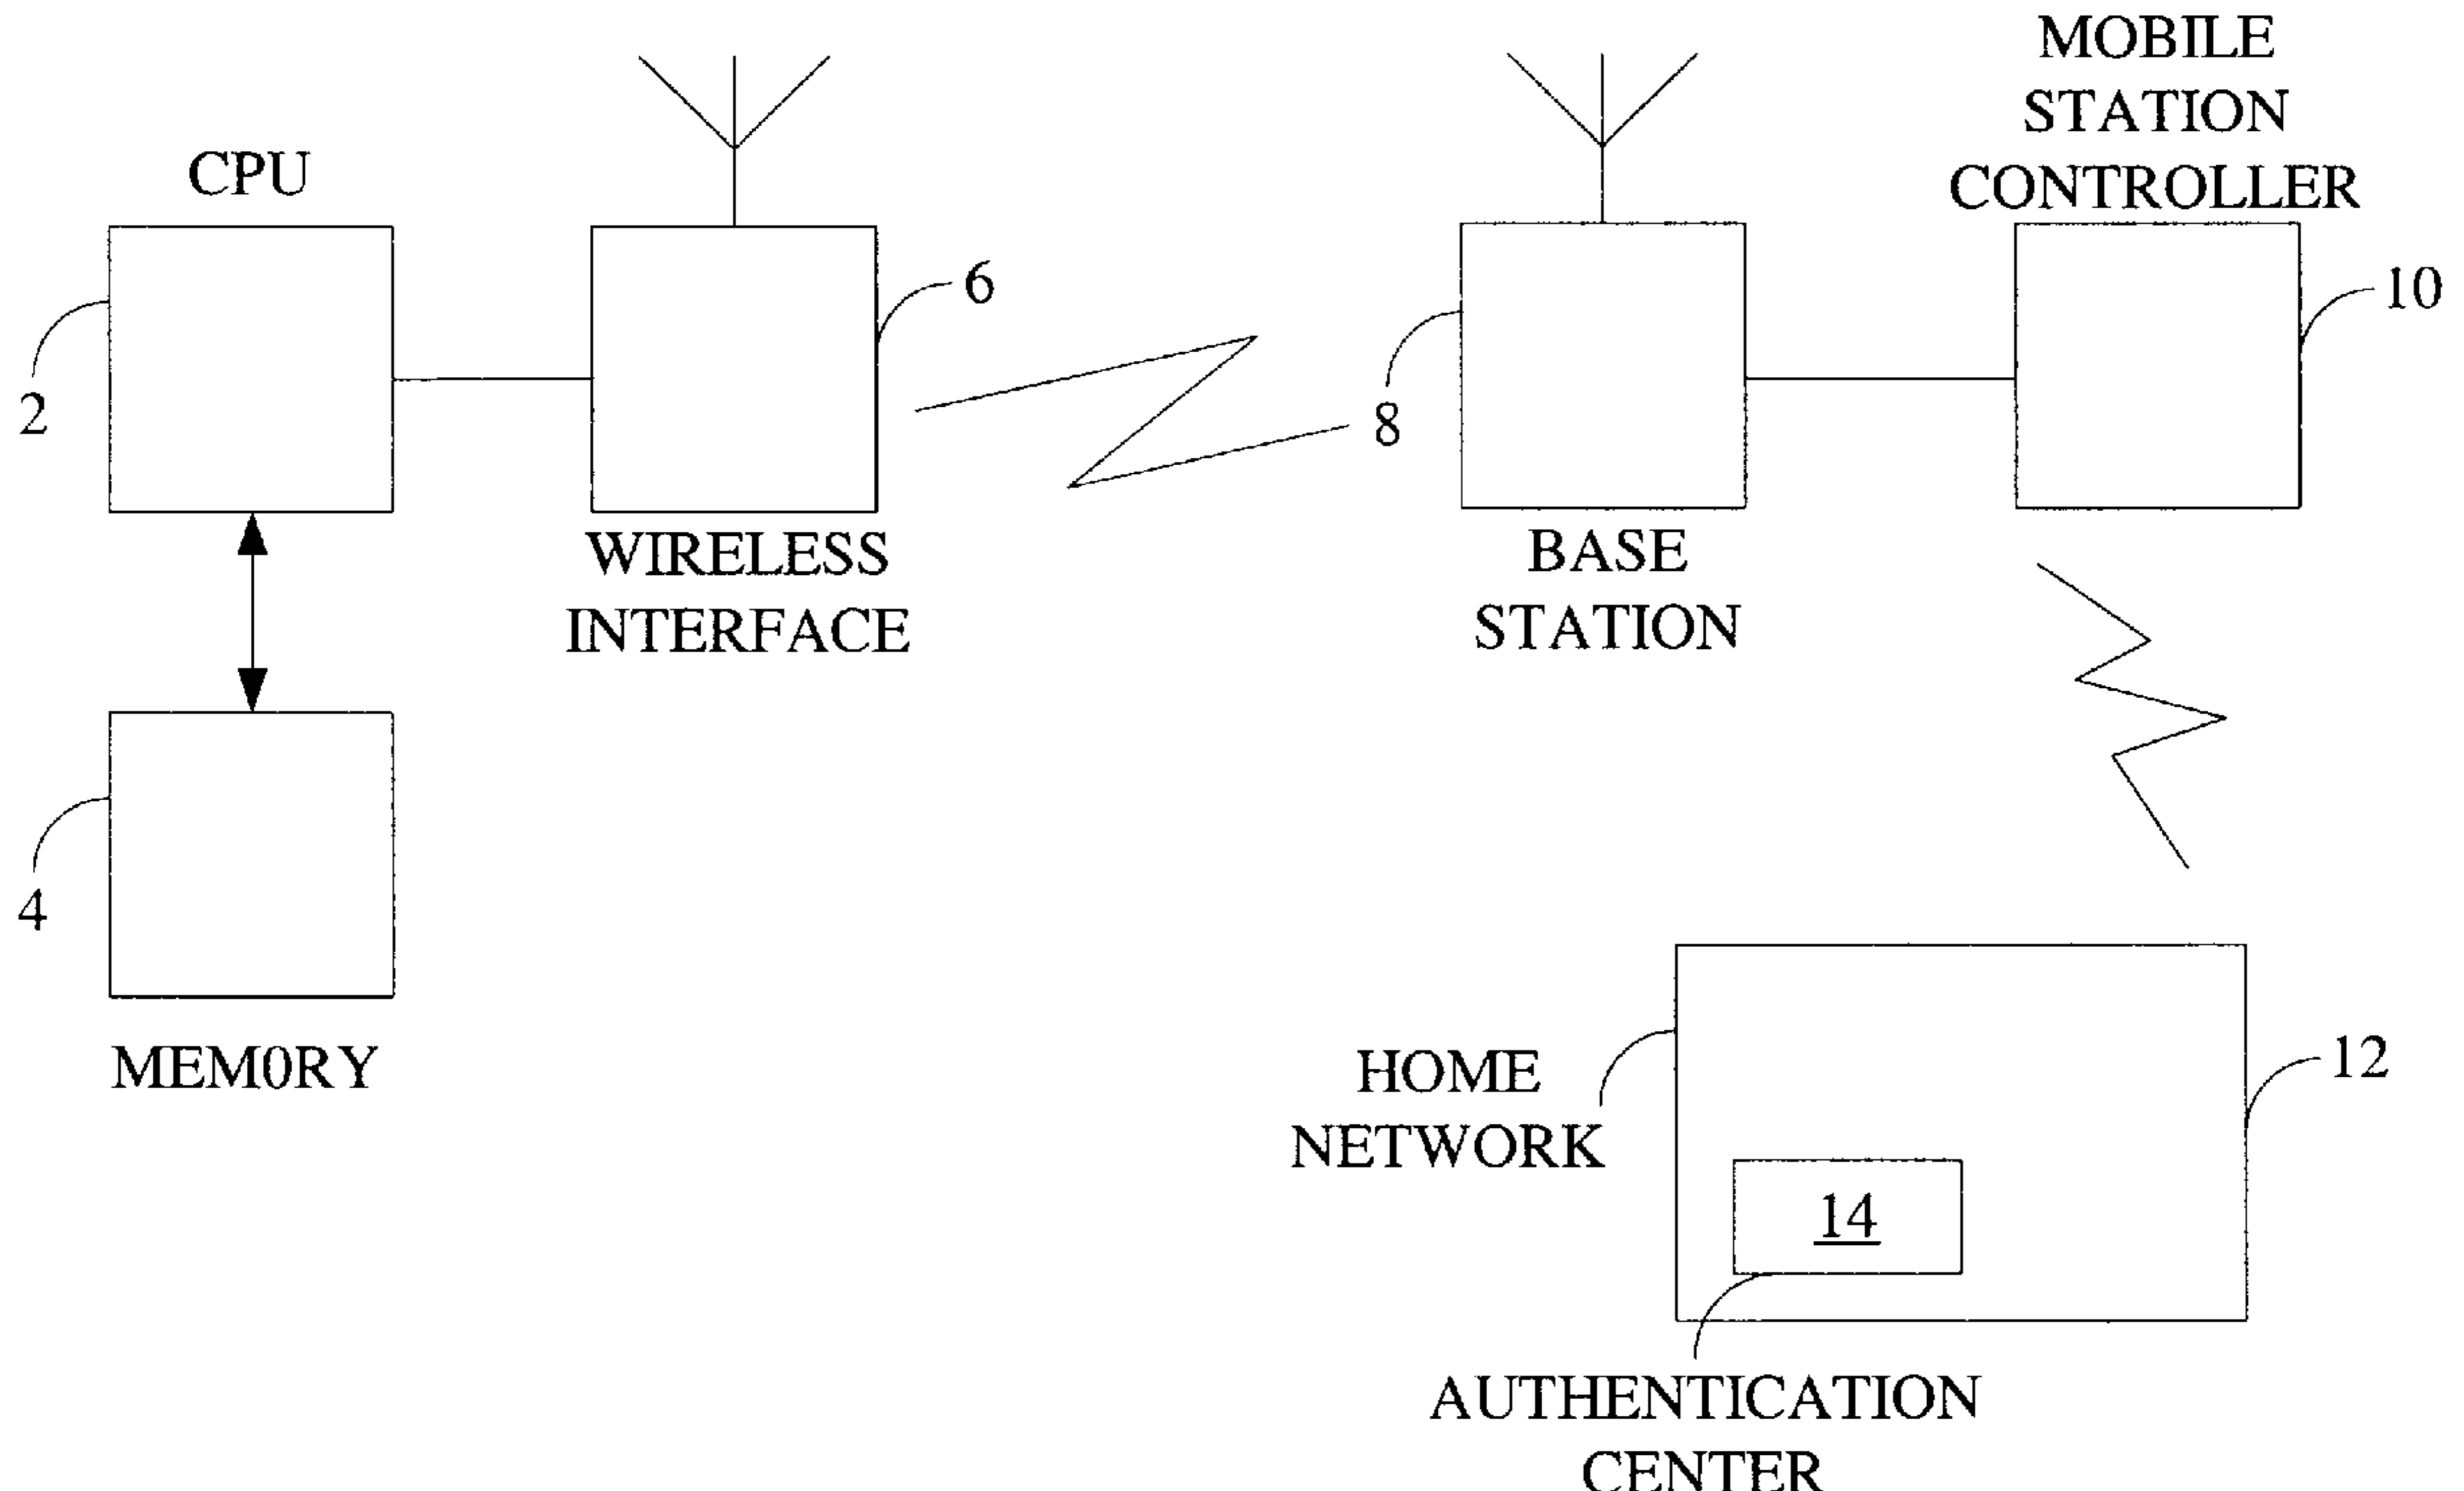 MOBILE
STATION
CONTROLLER
CPU
6
10
2
8
WIRELESS
INTERFACE
BASE
STATION
4
MEM0RY
HOME
NETWORK
12
14
AUTHENTICATION
CENTER